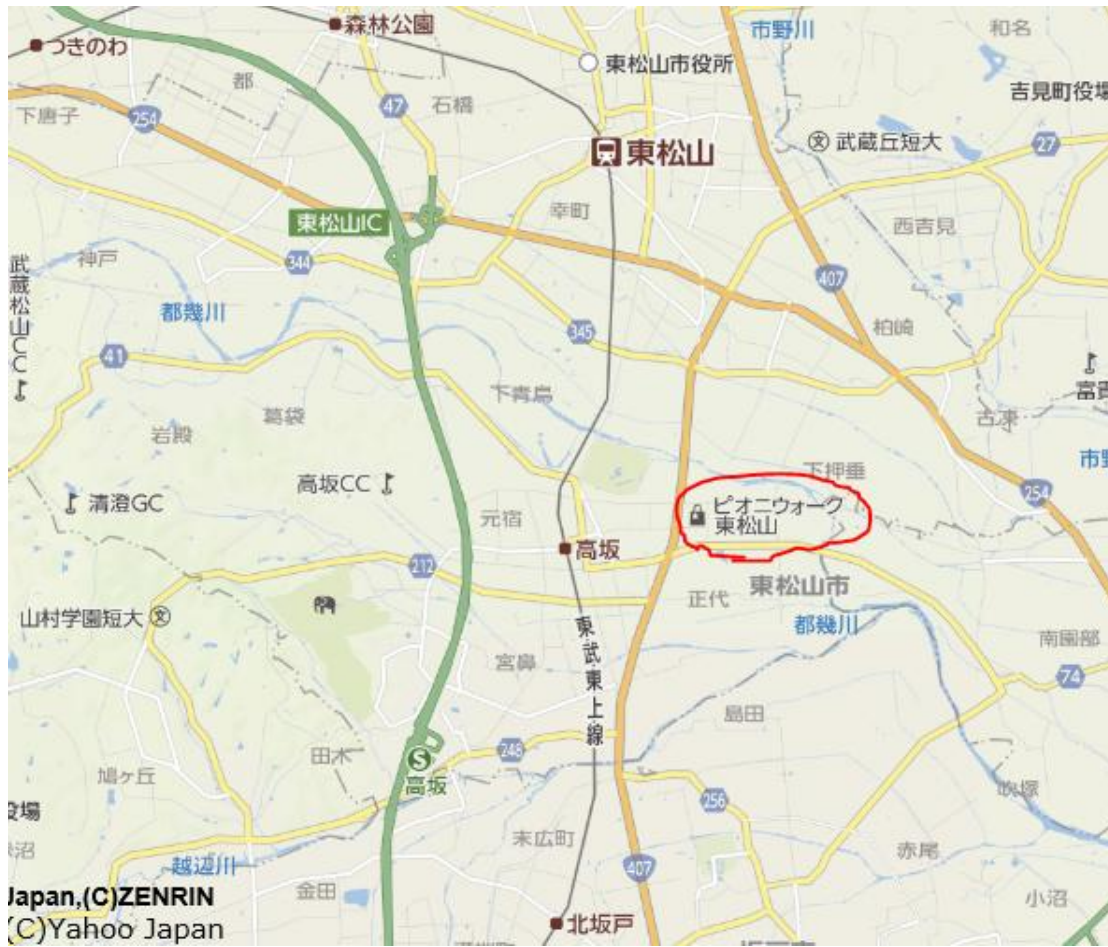 森林公園
つきのわ
市野川
和名
東松山市役所
都
吉見町役場
47
石橋
下唐子
254
武蔵丘短大
27
東松山
幸町
東松山IC
西吉見
武蔵松山CC
神戸
344
407
都幾川
345
柏崎
41
下青鳥
富貴
葛袋
古凍
岩殿
市野
下押垂
高坂CC
清澄GC
254
ピオニウォーク
東松山
元宿
高坂
212
東松山市
正代
山村学園短大
都幾川
東武東上線
南園部
宮鼻
74
島田
田木
248
S
高坂
鳩ヶ丘
吹塚
役場
256
末広町
赤尾
沼
越辺川
407
金田
小沼
Japan,(C)ZENRIN
(C)Yahoo Japan
北坂戸